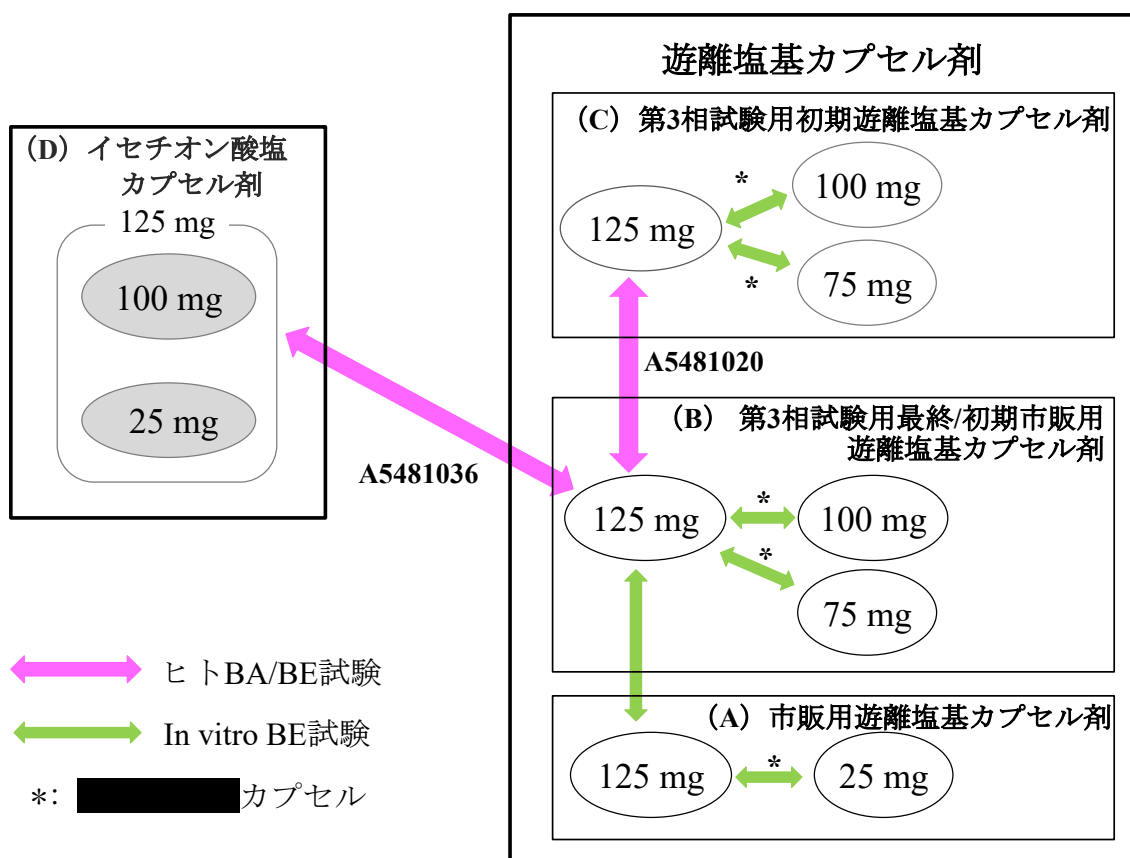 遊離塩基カプセル剤
(D) イセチオン酸塩
カプセル剤
125 mg
100 mg
25 mg
A5481036
(C) 第3相試験用初期遊離塩基カプセル剤
125 mg
*
100 mg
*
75 mg
A5481020
(B) 第3相試験用最終/初期市販用
遊離塩基カプセル剤
125 mg
*
100 mg
*
75 mg
(A) 市販用遊離塩基カプセル剤
125 mg
*
25 mg
ヒトBA/BE試験
In vitro BE試験
*: カプセル